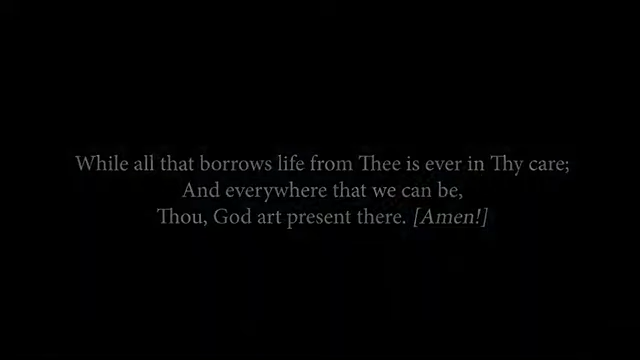 While all that borrows life from Thee is ever in Thy care;
And everywhere that we can be,
Thou, God art present there. [Amen!]